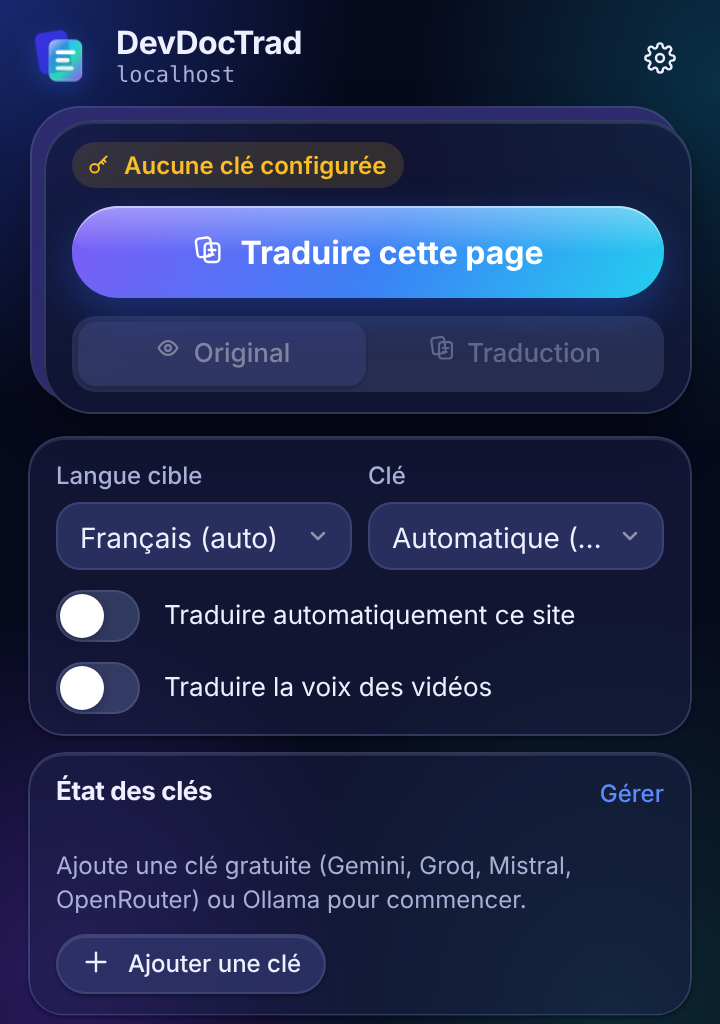 DevDocTrad
localhost
Aucune clé configurée
Traduire cette page
Original
Traduction
Langue cible
Clé
Français (auto)
Automatique (...
Traduire automatiquement ce site
Traduire la voix des vidéos
État des clés
Gérer
Ajoute une clé gratuite (Gemini, Groq, Mistral,
OpenRouter) ou Ollama pour commencer.
Ajouter une clé